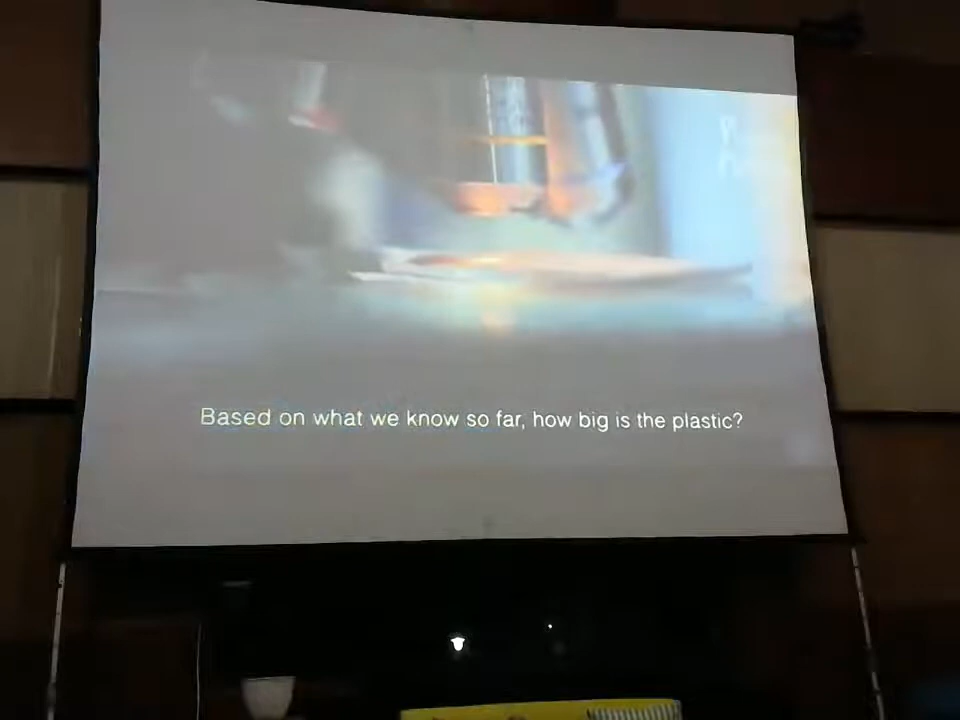 Based on what we know so far, how big is the plastic?